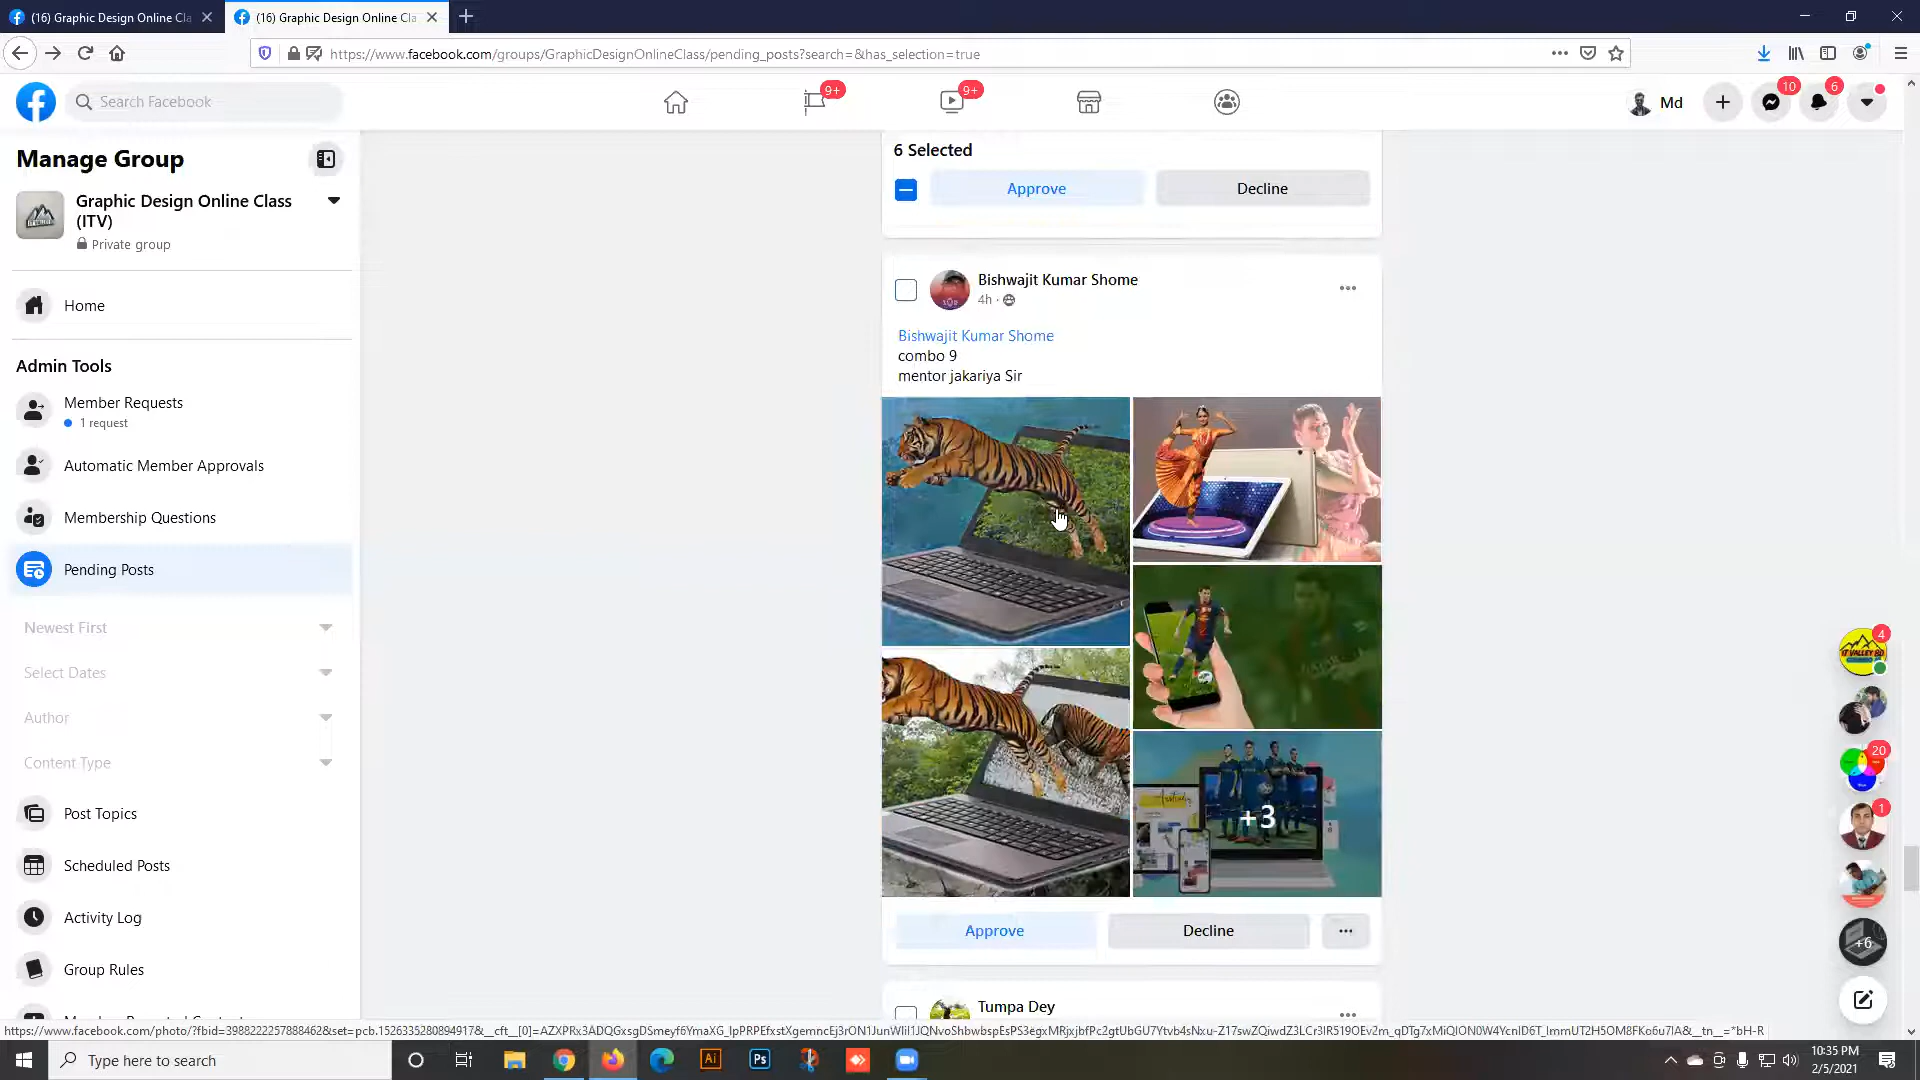 (16) Graphic Design Online Cla
(16) Graphic Design Online Cla
https://www.facebook.com/groups/GraphicDesignOnlineClass/pending_posts?search=&has_selection=true
Search Facebook
9+
9+
Md
10
6
Manage Group
Graphic Design Online Class
(ITV)
Private group
Home
Admin Tools
Member Requests
1 request
Automatic Member Approvals
Membership Questions
Pending Posts
Newest First
Select Dates
Author
Content Type
Post Topics
Scheduled Posts
Activity Log
Group Rules
6 Selected
Approve
Decline
Bishwajit Kumar Shome
4h ·
Bishwajit Kumar Shome
combo 9
mentor jakariya Sir
+3
Approve
Decline
Tumpa Dey
4
IT VALLEY BD
20
1
+6
Type here to search
Ai
Ps
10:35 PM
2/5/2021